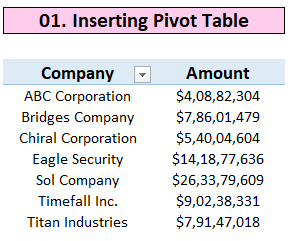 01. Inserting Pivot Table
Company Amount
ABC Corporation $4,08,82,304
Bridges Company $7,86,01,479
Chiral Corporation $5,40,04,604
Eagle Security $14,18,77,636
Sol Company $26,33,79,609
Timefall Inc. $9,02,38,331
Titan Industries $7,91,47,018